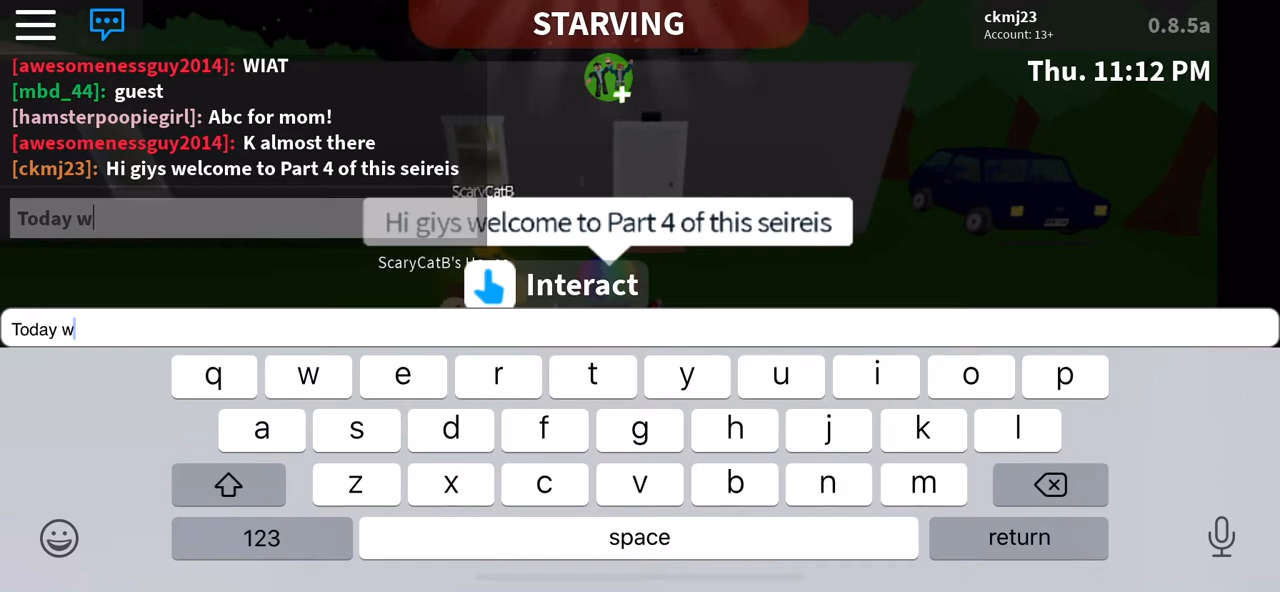 STARVING
ckmj23
Account: 13+
0.8.5a
Thu. 11:12 PM
[awesomenessguy2014]: WIAT
[mbd_44]: guest
[hamsterpoopiegirl]: Abc for mom!
[awesomenessguy2014]: K almost there
[ckmj23]: Hi giys welcome to Part 4 of this seireis
ScaryCatB
Today w
Hi giys welcome to Part 4 of this seireis
ScaryCatB's
Interact
Today w
q w e r t y u i o p
a s d f g h j k l
z x c v b n m
123 space return